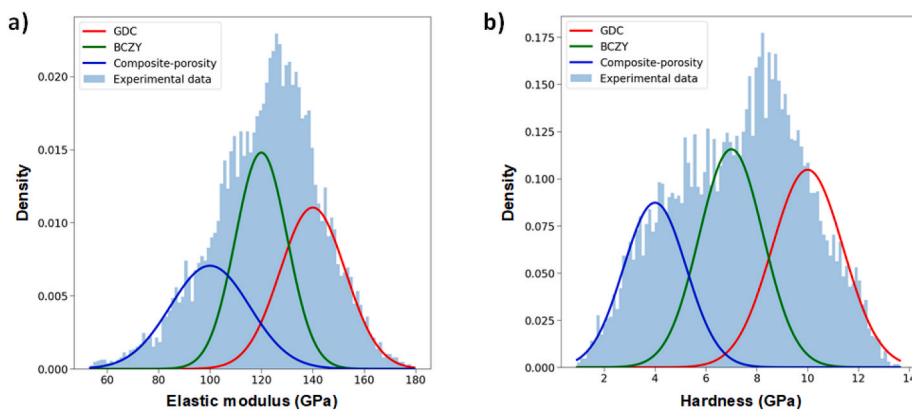 a)
GDC
BCZY
Composite-porosity
Experimental data
Density
0.020
0.015
0.010
0.005
0.000
60 80 100 120 140 160 180
Elastic modulus (GPa)
b)
GDC
BCZY
Composite-porosity
Experimental data
Density
0.175
0.150
0.125
0.100
0.075
0.050
0.025
0.000
2 4 6 8 10 12 14
Hardness (GPa)